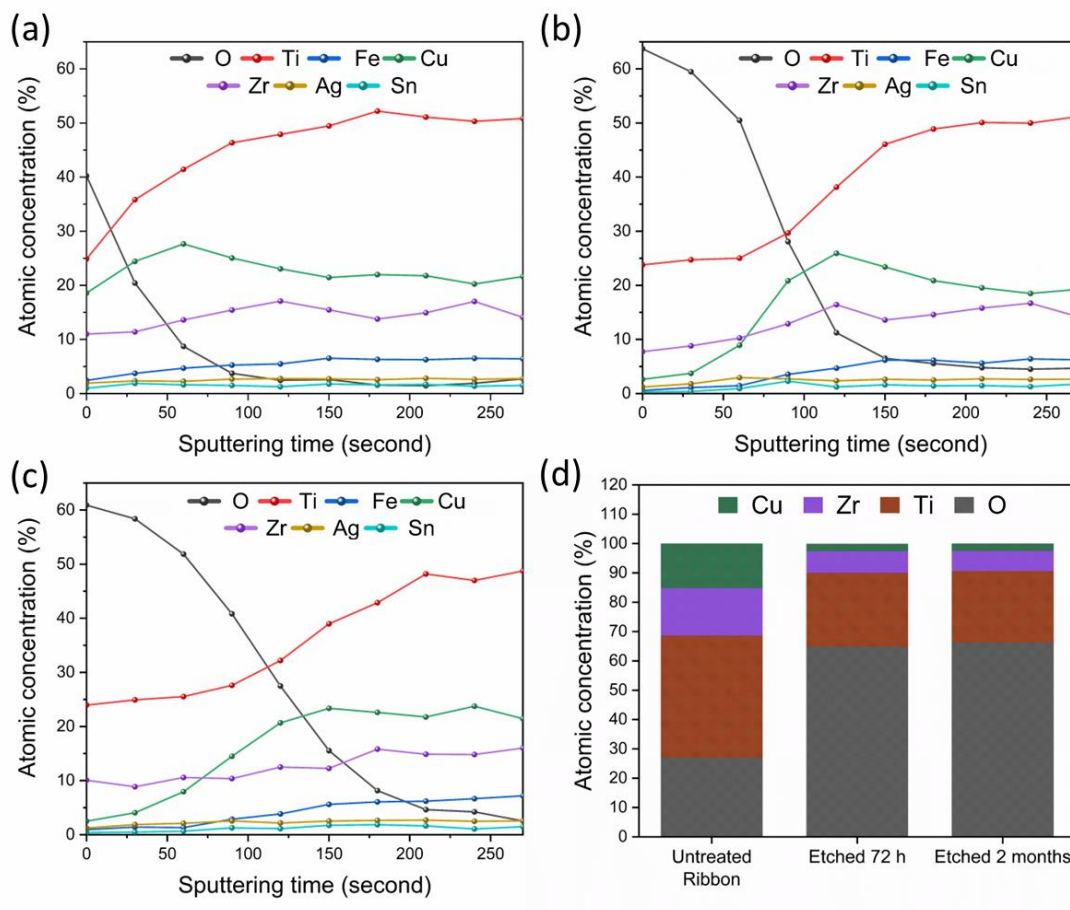 (a)
O Ti Fe Cu
Zr Ag Sn
Atomic concentration (%)
60
50
40
30
20
10
0
0 50 100 150 200 250
Sputtering time (second)
(b)
O Ti Fe Cu
Zr Ag Sn
Atomic concentration (%)
60
50
40
30
20
10
0
0 50 100 150 200 250
Sputtering time (second)
(c)
O Ti Fe Cu
Zr Ag Sn
Atomic concentration (%)
60
50
40
30
20
10
0
0 50 100 150 200 250
Sputtering time (second)
(d)
Cu Zr Ti O
Atomic concentration (%)
120
110
100
90
80
70
60
50
40
30
20
10
0
Untreated Etched 72 h Etched 2 months
Ribbon